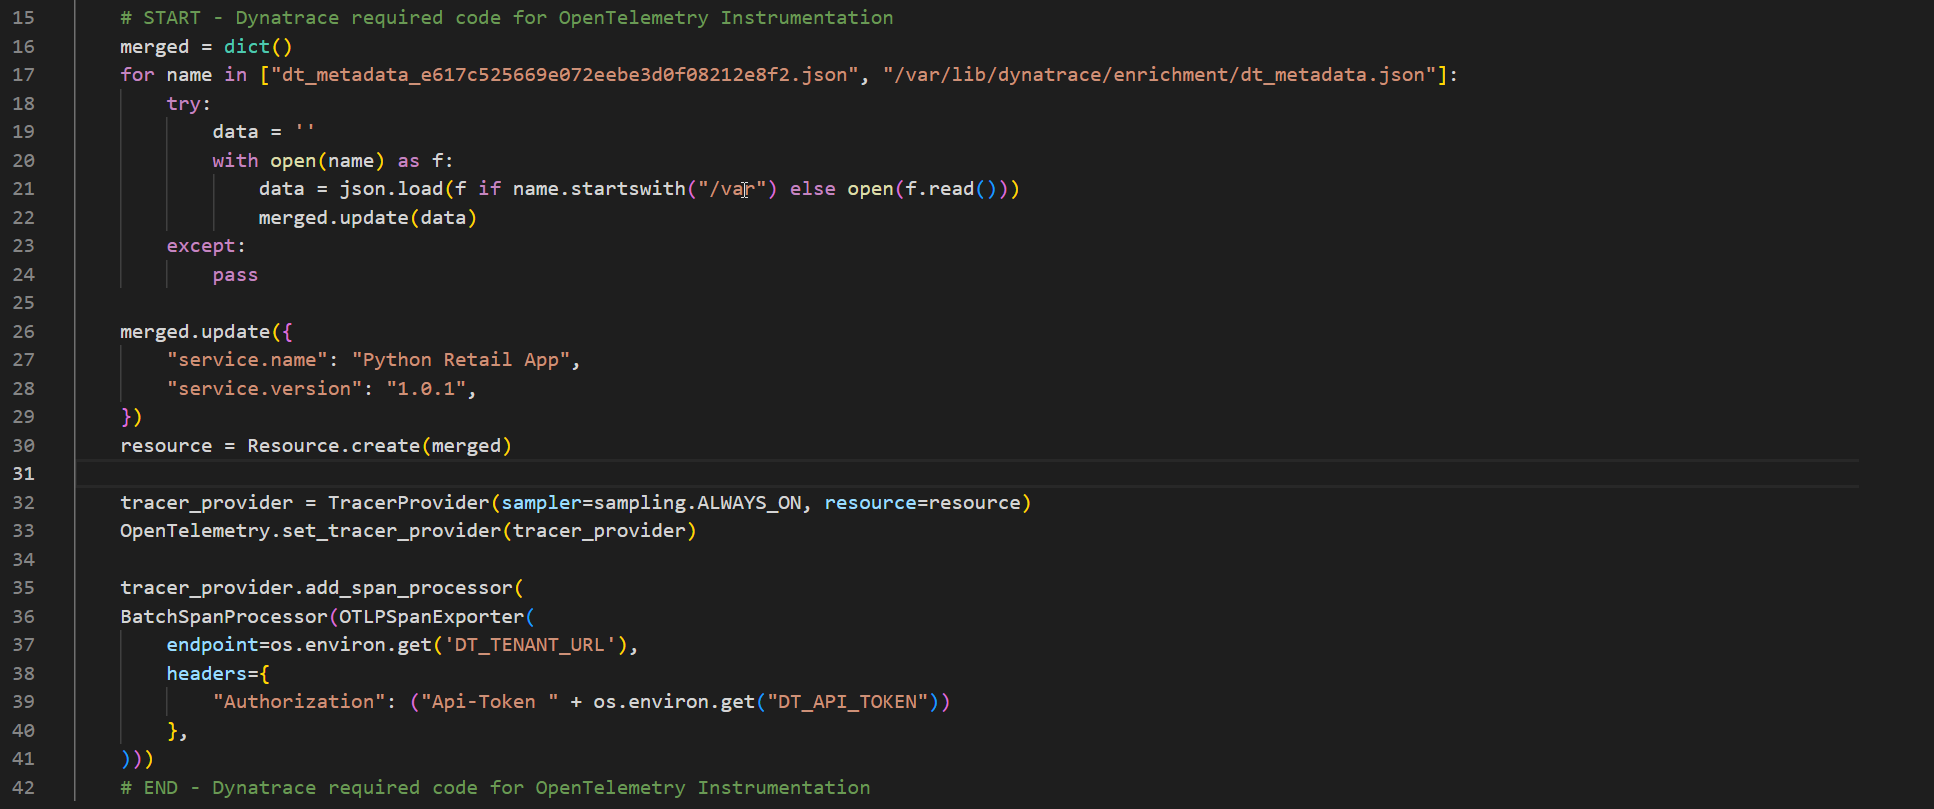 15 # START - Dynatrace required code for OpenTelemetry Instrumentation
16 merged = dict()
17 for name in ["dt_metadata_e617c525669e072eebe3d0f08212e8f2.json", "/var/lib/dynatrace/enrichment/dt_metadata.json"]:
18 try:
19 data = ''
20 with open(name) as f:
21 data = json.load(f if name.startswith("/var") else open(f.read()))
22 merged.update(data)
23 except:
24 pass
25
26 merged.update({
27 "service.name": "Python Retail App",
28 "service.version": "1.0.1",
29 })
30 resource = Resource.create(merged)
31
32 tracer_provider = TracerProvider(sampler=sampling.ALWAYS_ON, resource=resource)
33 OpenTelemetry.set_tracer_provider(tracer_provider)
34
35 tracer_provider.add_span_processor(
36 BatchSpanProcessor(OTLPSpanExporter(
37 endpoint=os.environ.get('DT_TENANT_URL'),
38 headers={
39 "Authorization": ("Api-Token " + os.environ.get("DT_API_TOKEN"))
40 },
41 )))
42 # END - Dynatrace required code for OpenTelemetry Instrumentation